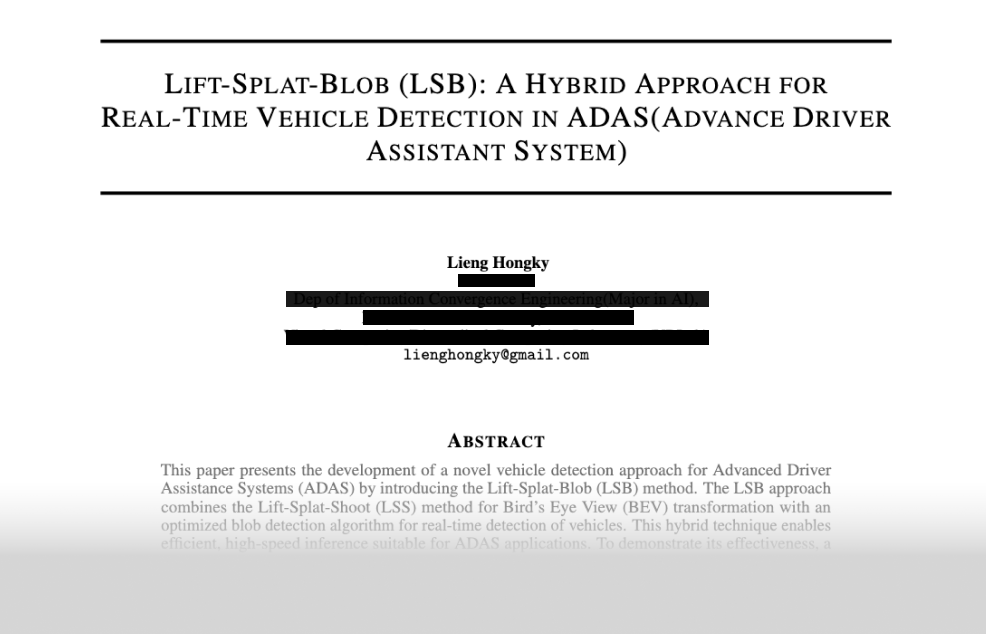 LIFT-SPLAT-BLOB (LSB): A HYBRID APPROACH FOR
REAL-TIME VEHICLE DETECTION IN ADAS(ADVANCE DRIVER
ASSISTANT SYSTEM)
Lieng Hongky
Dep of Information Convergence Engineering(Major in AI),
lienghongky@gmail.com
ABSTRACT
This paper presents the development of a novel vehicle detection approach for Advanced Driver
Assistance Systems (ADAS) by introducing the Lift-Splat-Blob (LSB) method. The LSB approach
combines the Lift-Splat-Shoot (LSS) method for Bird's Eye View (BEV) transformation with an
optimized blob detection algorithm for real-time detection of vehicles. This hybrid technique enables
efficient, high-speed inference suitable for ADAS applications. To demonstrate its effectiveness, a